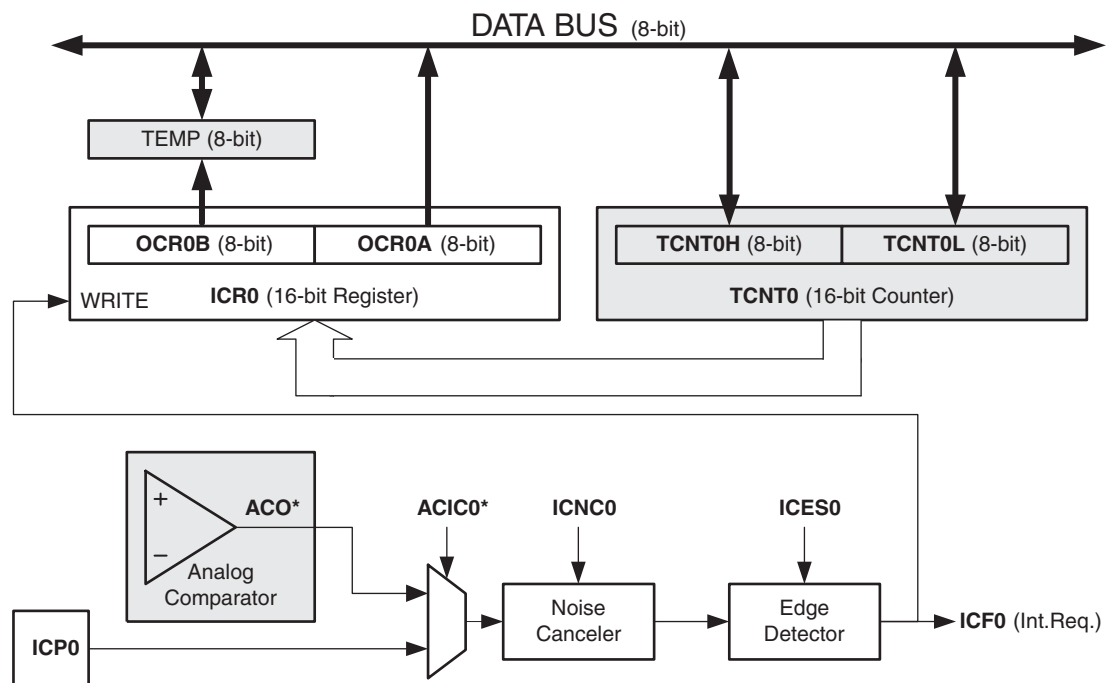 DATA BUS (8-bit)
TEMP (8-bit)
OCR0B (8-bit)
OCR0A (8-bit)
TCNT0H (8-bit)
TCNT0L (8-bit)
WRITE
ICR0 (16-bit Register)
TCNT0 (16-bit Counter)
+
−
ACO*
Analog
Comparator
ACIC0*
ICNC0
ICES0
Noise
Canceler
Edge
Detector
ICF0 (Int.Req.)
ICP0